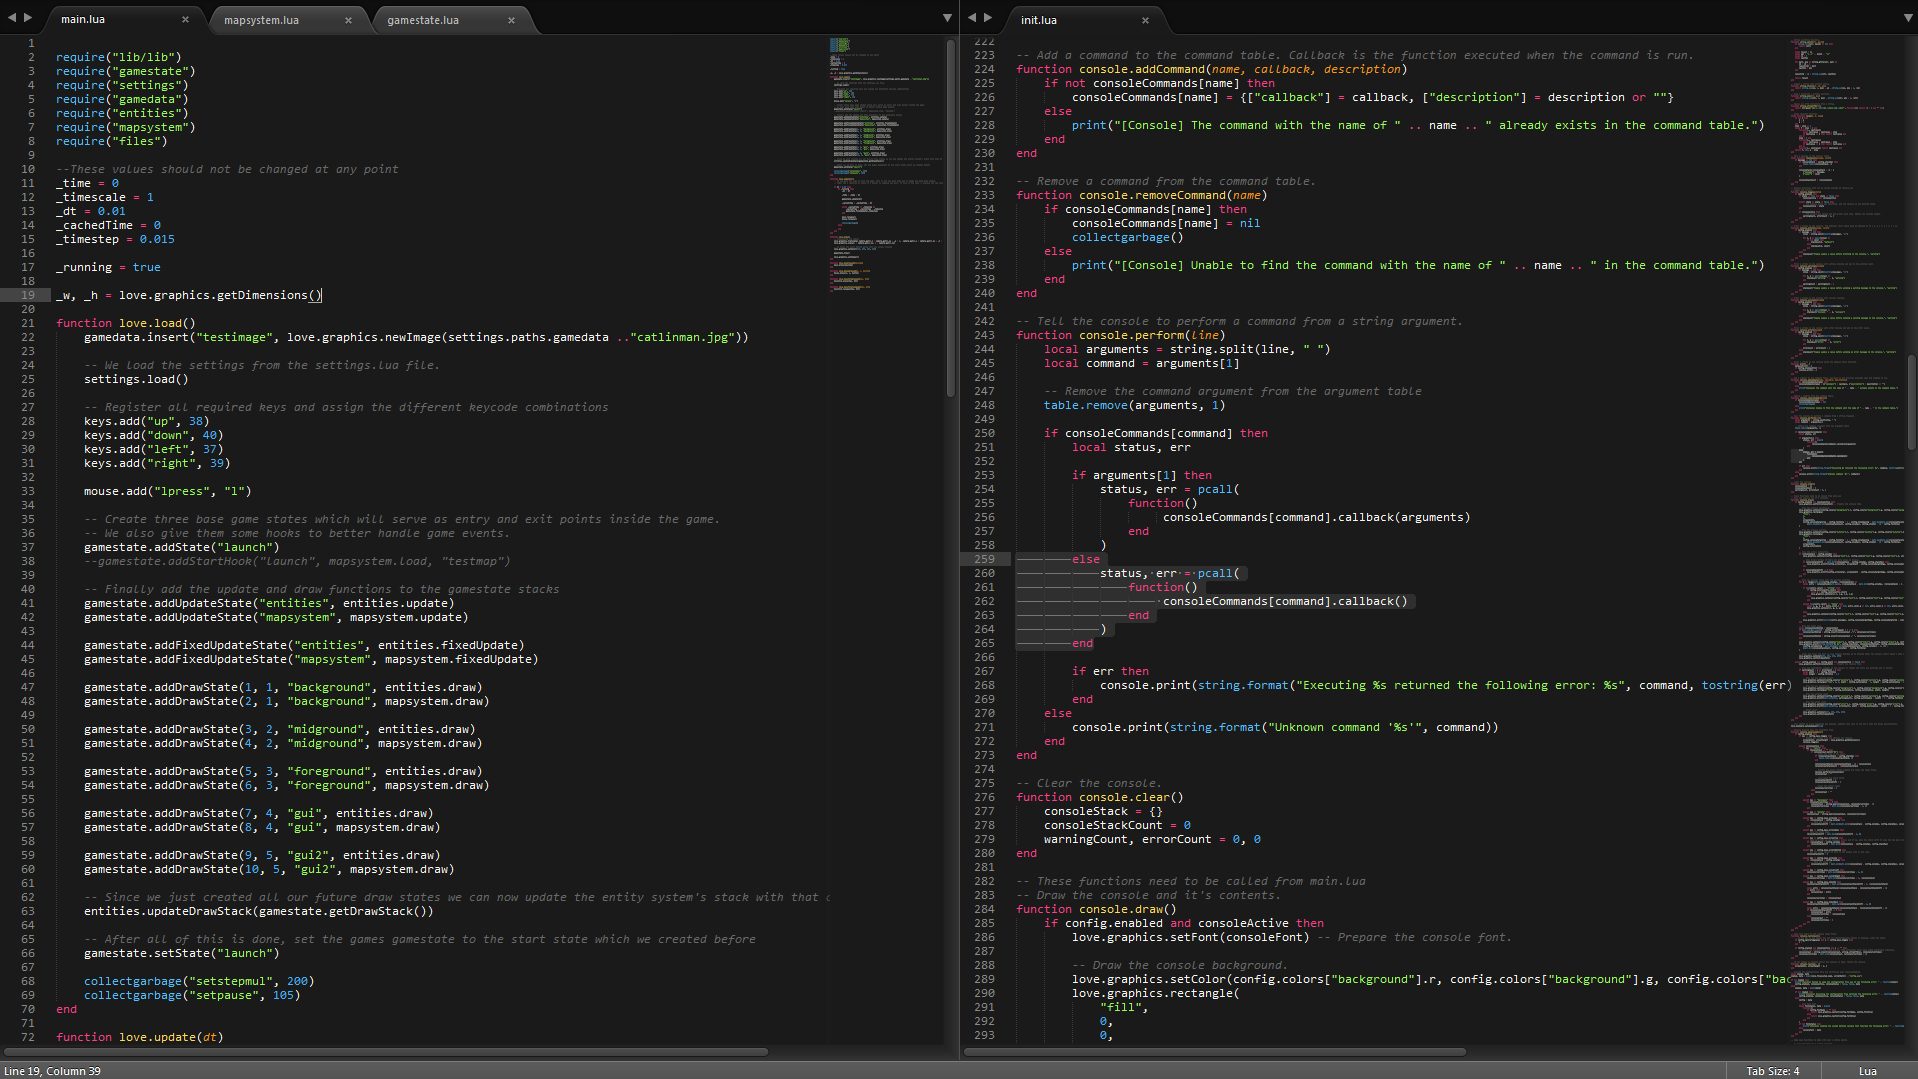 main.lua
mapsystem.lua
gamestate.lua
1
2 require("lib/lib")
3 require("gamestate")
4 require("settings")
5 require("gamedata")
6 require("entities")
7 require("mapsystem")
8 require("files")
9
10 --These values should not be changed at any point
11 _time = 0
12 _timescale = 1
13 _dt = 0.01
14 _cachedTime = 0
15 _timestep = 0.015
16
17 _running = true
18
19 _w, _h = love.graphics.getDimensions()
20
21 function love.load()
22 gamedata.insert("testimage", love.graphics.newImage(settings.paths.gamedata .."catlinman.jpg"))
23
24 -- We load the settings from the settings.lua file.
25 settings.load()
26
27 -- Register all required keys and assign the different keycode combinations
28 keys.add("up", 38)
29 keys.add("down", 40)
30 keys.add("left", 37)
31 keys.add("right", 39)
32
33 mouse.add("lpress", "l")
34
35 -- Create three base game states which will serve as entry and exit points inside the game.
36 -- We also give them some hooks to better handle game events.
37 gamestate.addState("launch")
38 --gamestate.addStartHook("launch", mapsystem.load, "testmap")
39
40 -- Finally add the update and draw functions to the gamestate stacks
41 gamestate.addUpdateState("entities", entities.update)
42 gamestate.addUpdateState("mapsystem", mapsystem.update)
43
44 gamestate.addFixedUpdateState("entities", entities.fixedUpdate)
45 gamestate.addFixedUpdateState("mapsystem", mapsystem.fixedUpdate)
46
47 gamestate.addDrawState(1, 1, "background", entities.draw)
48 gamestate.addDrawState(2, 1, "background", mapsystem.draw)
49
50 gamestate.addDrawState(3, 2, "midground", entities.draw)
51 gamestate.addDrawState(4, 2, "midground", mapsystem.draw)
52
53 gamestate.addDrawState(5, 3, "foreground", entities.draw)
54 gamestate.addDrawState(6, 3, "foreground", mapsystem.draw)
55
56 gamestate.addDrawState(7, 4, "gui", entities.draw)
57 gamestate.addDrawState(8, 4, "gui", mapsystem.draw)
58
59 gamestate.addDrawState(9, 5, "gui2", entities.draw)
60 gamestate.addDrawState(10, 5, "gui2", mapsystem.draw)
61
62 -- Since we just created all our future draw states we can now update the entity system's stack with that
63 entities.updateDrawStack(gamestate.getDrawStack())
64
65 -- After all of this is done, set the games gamestate to the start state which we created before
66 gamestate.setState("launch")
67
68 collectgarbage("setstepmul", 200)
69 collectgarbage("setpause", 105)
70 end
71
72 function love.update(dt)
init.lua
222
223 -- Add a command to the command table. Callback is the function executed when the command is run.
224 function console.addCommand(name, callback, description)
225 if not consoleCommands[name] then
226 consoleCommands[name] = {["callback"] = callback, ["description"] = description or ""}
227 else
228 print("[Console] The command with the name of " .. name .. " already exists in the command table.")
229 end
230 end
231
232 -- Remove a command from the command table.
233 function console.removeCommand(name)
234 if consoleCommands[name] then
235 consoleCommands[name] = nil
236 collectgarbage()
237 else
238 print("[Console] Unable to find the command with the name of " .. name .. " in the command table.")
239 end
240 end
241
242 -- Tell the console to perform a command from a string argument.
243 function console.perform(line)
244 local arguments = string.split(line, " ")
245 local command = arguments[1]
246
247 -- Remove the command argument from the argument table
248 table.remove(arguments, 1)
249
250 if consoleCommands[command] then
251 local status, err
252
253 if arguments[1] then
254 status, err = pcall(
255 function()
256 consoleCommands[command].callback(arguments)
257 end
258 )
259 else
260 status, err = pcall(
261 function()
262 consoleCommands[command].callback()
263 end
264 )
265 end
266
267 if err then
268 console.print(string.format("Executing %s returned the following error: %s", command, tostring(err)
269 end
270 else
271 console.print(string.format("Unknown command '%s'", command))
272 end
273 end
274
275 -- Clear the console.
276 function console.clear()
277 consoleStack = {}
278 consoleStackCount = 0
279 warningCount, errorCount = 0, 0
280 end
281
282 -- These functions need to be called from main.lua
283 -- Draw the console and it's contents.
284 function console.draw()
285 if config.enabled and consoleActive then
286 love.graphics.setFont(consoleFont) -- Prepare the console font.
287
288 -- Draw the console background.
289 love.graphics.setColor(config.colors["background"].r, config.colors["background"].g, config.colors["bac
290 love.graphics.rectangle(
291 "fill",
292 0,
293 0,
Line 19, Column 39
Tab Size: 4
Lua